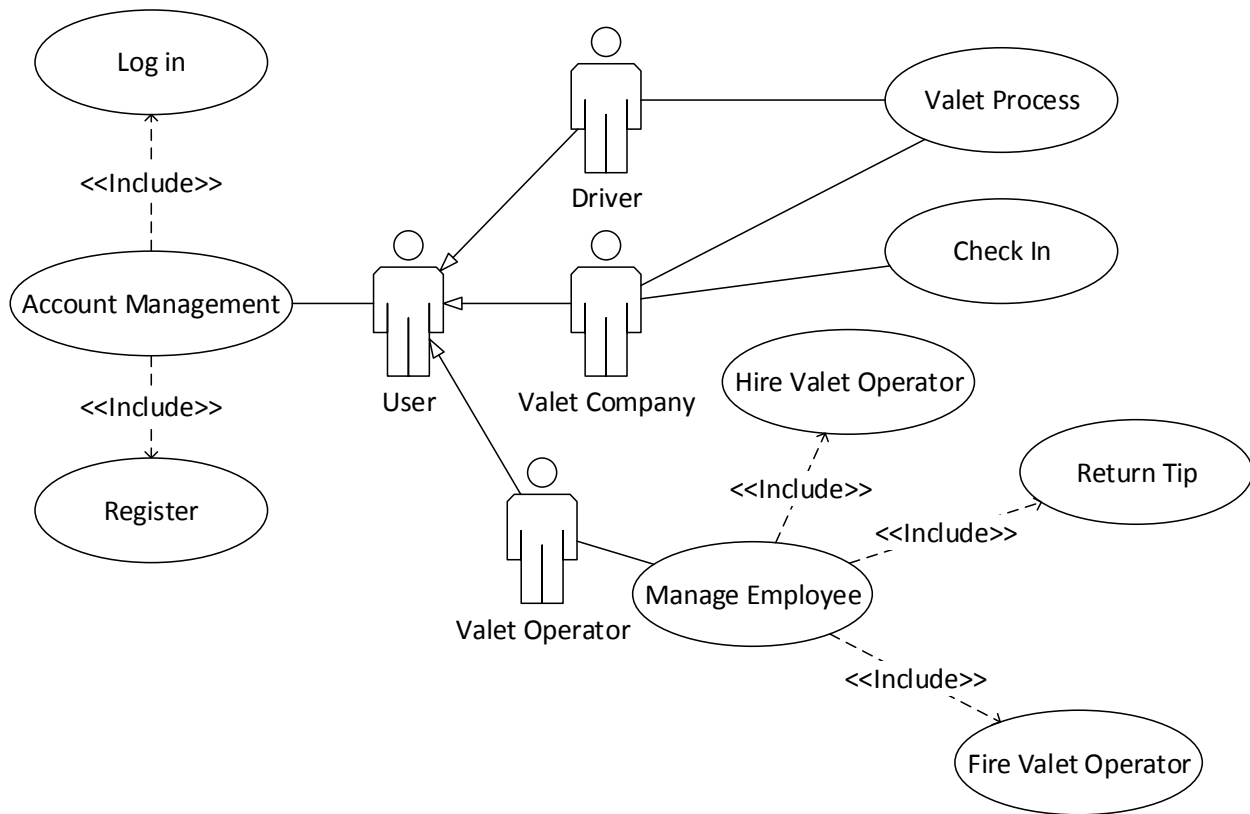 Log in
Valet Process
<<Include>>
Driver
Check In
Account Management
Hire Valet Operator
User
Valet Company
<<Include>>
Return Tip
<<Include>>
Register
<<Include>>
Manage Employee
Valet Operator
<<Include>>
Fire Valet Operator